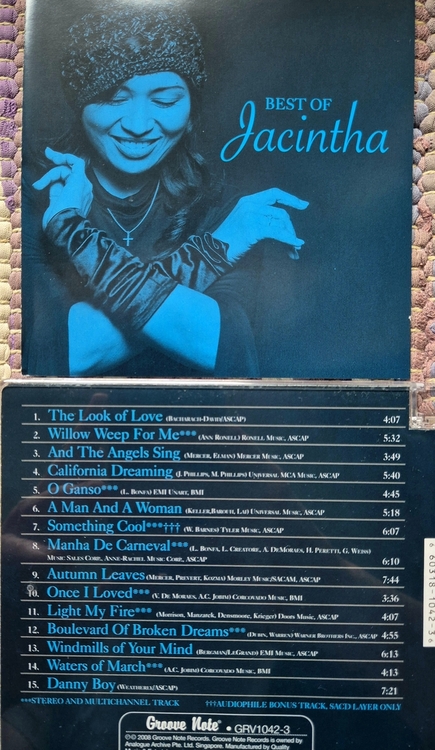 BEST OF
Jacintha
1. The Look of Love (BACHARACH-DAVID/ASCAP) 4:07
2. Willow Weep For Me*** (ANN RONELL) RONELL MUSIC, ASCAP 5:32
3. And The Angels Sing (MERCER, ELMAN) MERCER MUSIC, ASCAP 3:49
4. California Dreaming (J. PHILLIPS, M. PHILLIPS) UNIVERSAL MCA MUSIC, ASCAP 5:40
5. O Ganso*** (L. BONFA) EMI UNART, BMI 4:45
6. A Man And A Woman (KELLER, BAROUH, LAI) UNIVERSAL MUSIC, ASCAP 5:18
7. Something Cool***††† (W. BARNES) TYLER MUSIC, ASCAP 6:07
8. Manha De Carneval*** (L. BONFA, L. CREATORE, A. DEMORAES, H. PERETTI, G. WEISS)
MUSIC SALES CORP, ANNE-RACHEL MUSIC CORP, ASCAP 6:10
9. Autumn Leaves (MERCER, PREVERT, KOZMA) MORLEY MUSIC/SACAM, ASCAP 7:44
10. Once I Loved*** (V. DE MORAES, A.C. JOBIM) CORCOVADO MUSIC, BMI 3:36
11. Light My Fire*** (Morrison, Manzarek, Densmoore, Krieger) Doors Music, ASCAP 4:07
12. Boulevard Of Broken Dreams*** (DUBIN, WARREN) WARNER BROTHERS INC., ASCAP 4:55
13. Windmills of Your Mind (BERGMAN/LEGRAND) EMI MUSIC, ASCAP 6:13
14. Waters of March*** (A.C. JOBIM) CORCOVADO MUSIC, BMI 4:13
15. Danny Boy (WEATHERLY/ASCAP) 7:21
***STEREO AND MULTICHANNEL TRACK †††AUDIOPHILE BONUS TRACK, SACD LAYER ONLY
Groove Note • GRV1042-3
℗© 2008 Groove Note Records. Groove Note Records is owned by
Analogue Archive Pte. Ltd. Singapore. Manufactured by Quality
6 60318-1042-3 6